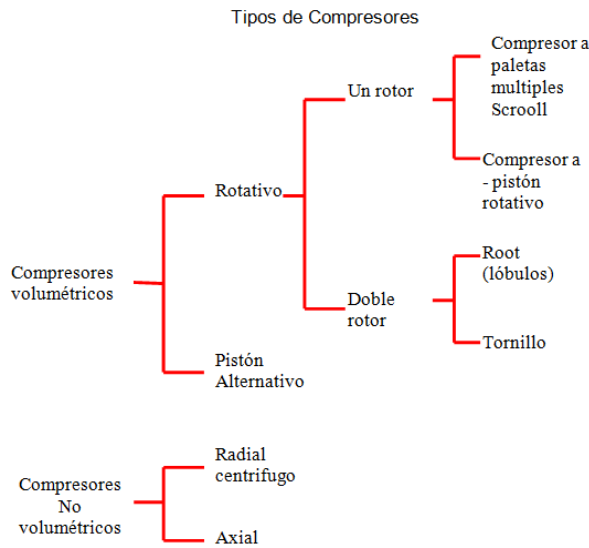 Tipos de Compresores
Compresor a
paletas
multiples
Scrooll
Un rotor
Compresor a
- pistón
rotativo
Rotativo
Root
(lóbulos)
Compresores
volumétricos
Doble
rotor
Tornillo
Pistón
Alternativo
Radial
centrifugo
Compresores
No
volumétricos
Axial